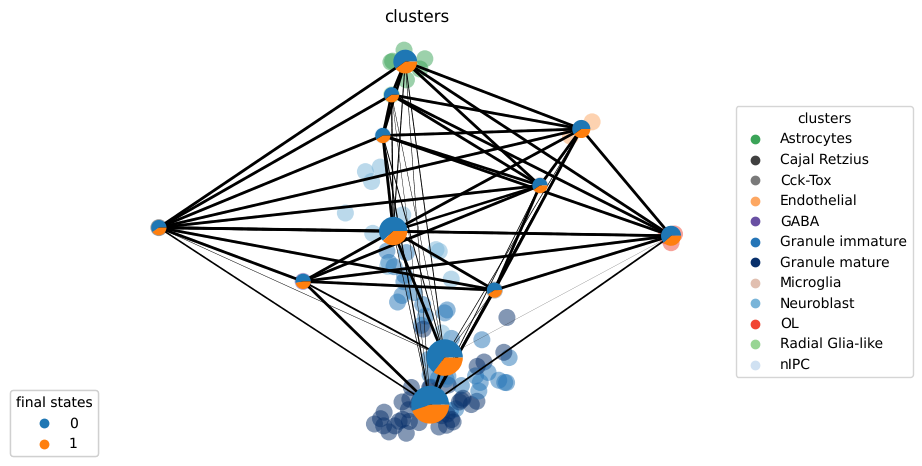 clusters
clusters
Astrocytes
Cajal Retzius
Cck-Tox
Endothelial
GABA
Granule immature
Granule mature
Microglia
Neuroblast
OL
Radial Glia-like
nIPC
final states
0
1